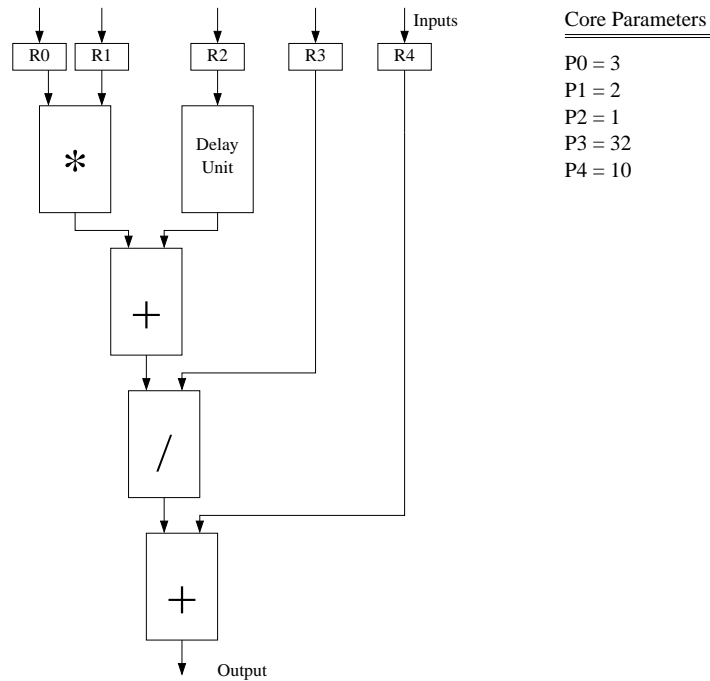 Inputs
Core Parameters
R0 R1 R2 R3 R4
P0 = 3
P1 = 2
P2 = 1
P3 = 32
P4 = 10
*
Delay
Unit
+
/
+
Output